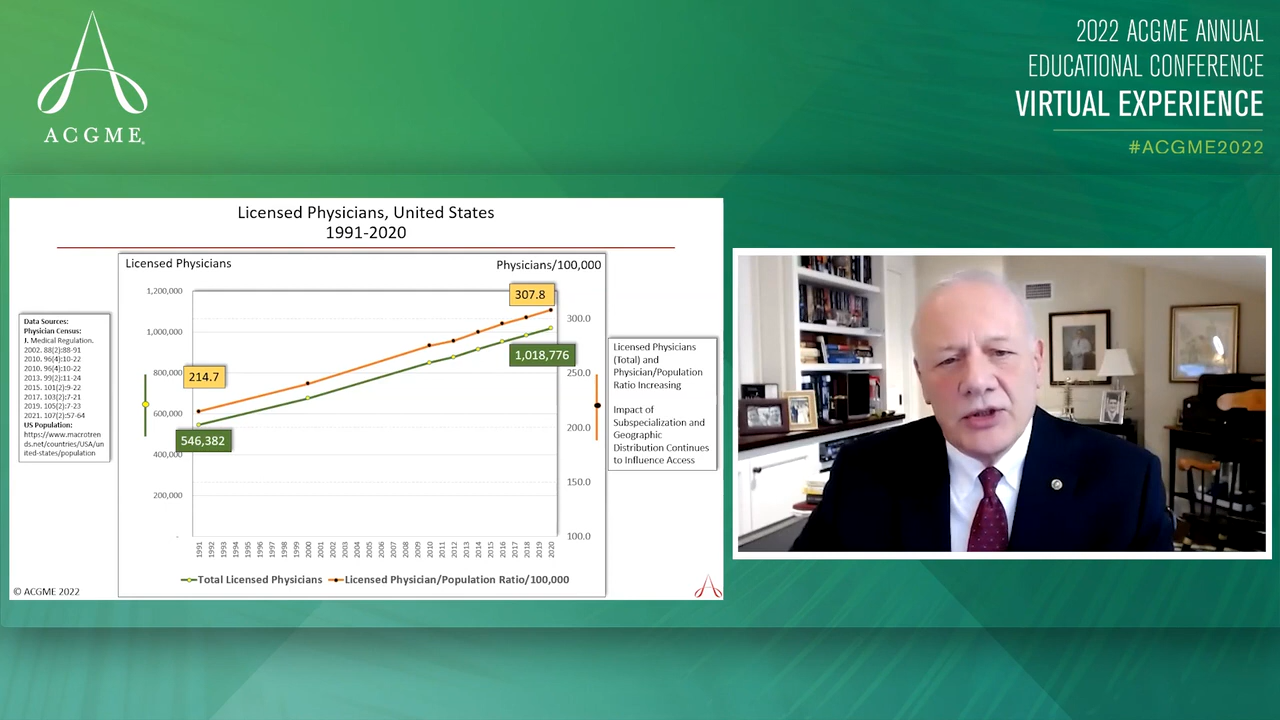 ACGME
2022 ACGME ANNUAL
EDUCATIONAL CONFERENCE
VIRTUAL EXPERIENCE
#ACGME2022
Licensed Physicians, United States
1991-2020
Data Sources:
Physician Census:
J. Medical Regulation.
2002. 88(2):88-91
2010. 96(4):10-22
2010. 96(4):10-22
2013. 99(2):11-24
2015. 101(2):9-22
2017. 103(2):7-21
2019. 105(2):7-23
2021. 107(2):57-64
US Population:
https://www.macrotren
ds.net/countries/USA/un
ited-states/population
Licensed Physicians
Physicians/100,000
1,200,000
1,000,000
800,000
600,000
400,000
200,000
-
307.8
214.7
1,018,776
546,382
300.0
250.0
200.0
150.0
100.0
1991 1992 1993 1994 1995 1996 1997 1998 1999 2000 2001 2002 2003 2004 2005 2006 2007 2008 2009 2010 2011 2012 2013 2014 2015 2016 2017 2018 2019 2020
Total Licensed Physicians
Licensed Physician/Population Ratio/100,000
Licensed Physicians
(Total) and
Physician/Population
Ratio Increasing
Impact of
Subspecialization and
Geographic
Distribution Continues
to Influence Access
© ACGME 2022